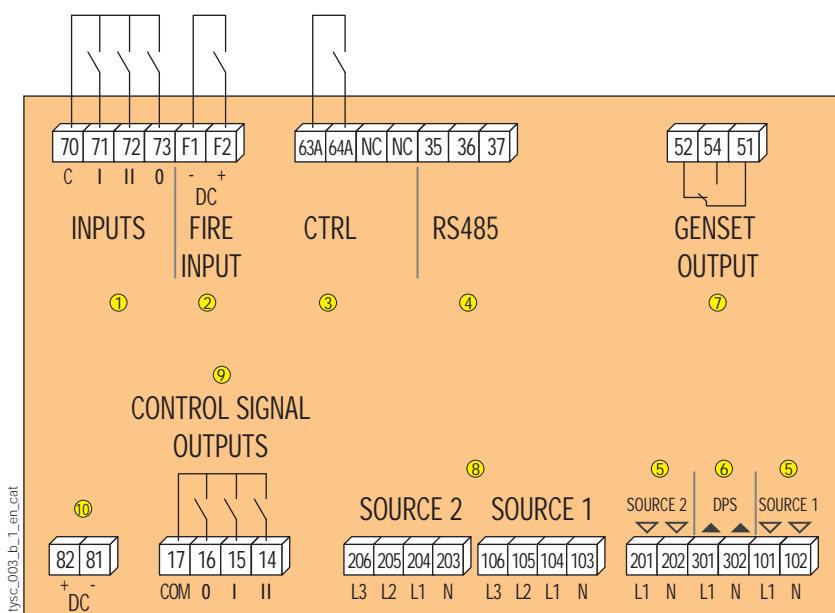 70 71 72 73 F1 F2
C I II 0 - +
DC
INPUTS
FIRE
INPUT
63A 64A NC NC 35 36 37
CTRL
RS485
52 54 51
GENSET
OUTPUT
1
2
3
4
7
9
CONTROL SIGNAL
OUTPUTS
10
8
5
6
5
SOURCE 2
SOURCE 1
SOURCE 2
DPS
SOURCE 1
82 81
+ -
DC
17 16 15 14
COM 0 I II
206 205 204 203
L3 L2 L1 N
106 105 104 103
L3 L2 L1 N
201 202 301 302 101 102
L1 N L1 N L1 N
tysc_003_b_1_en_cat